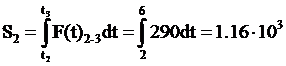 S₂ = ∫_{t₂}^{t₃} F(t)₂₋₃dt = ∫_{2}^{6} 290dt = 1.16·10³